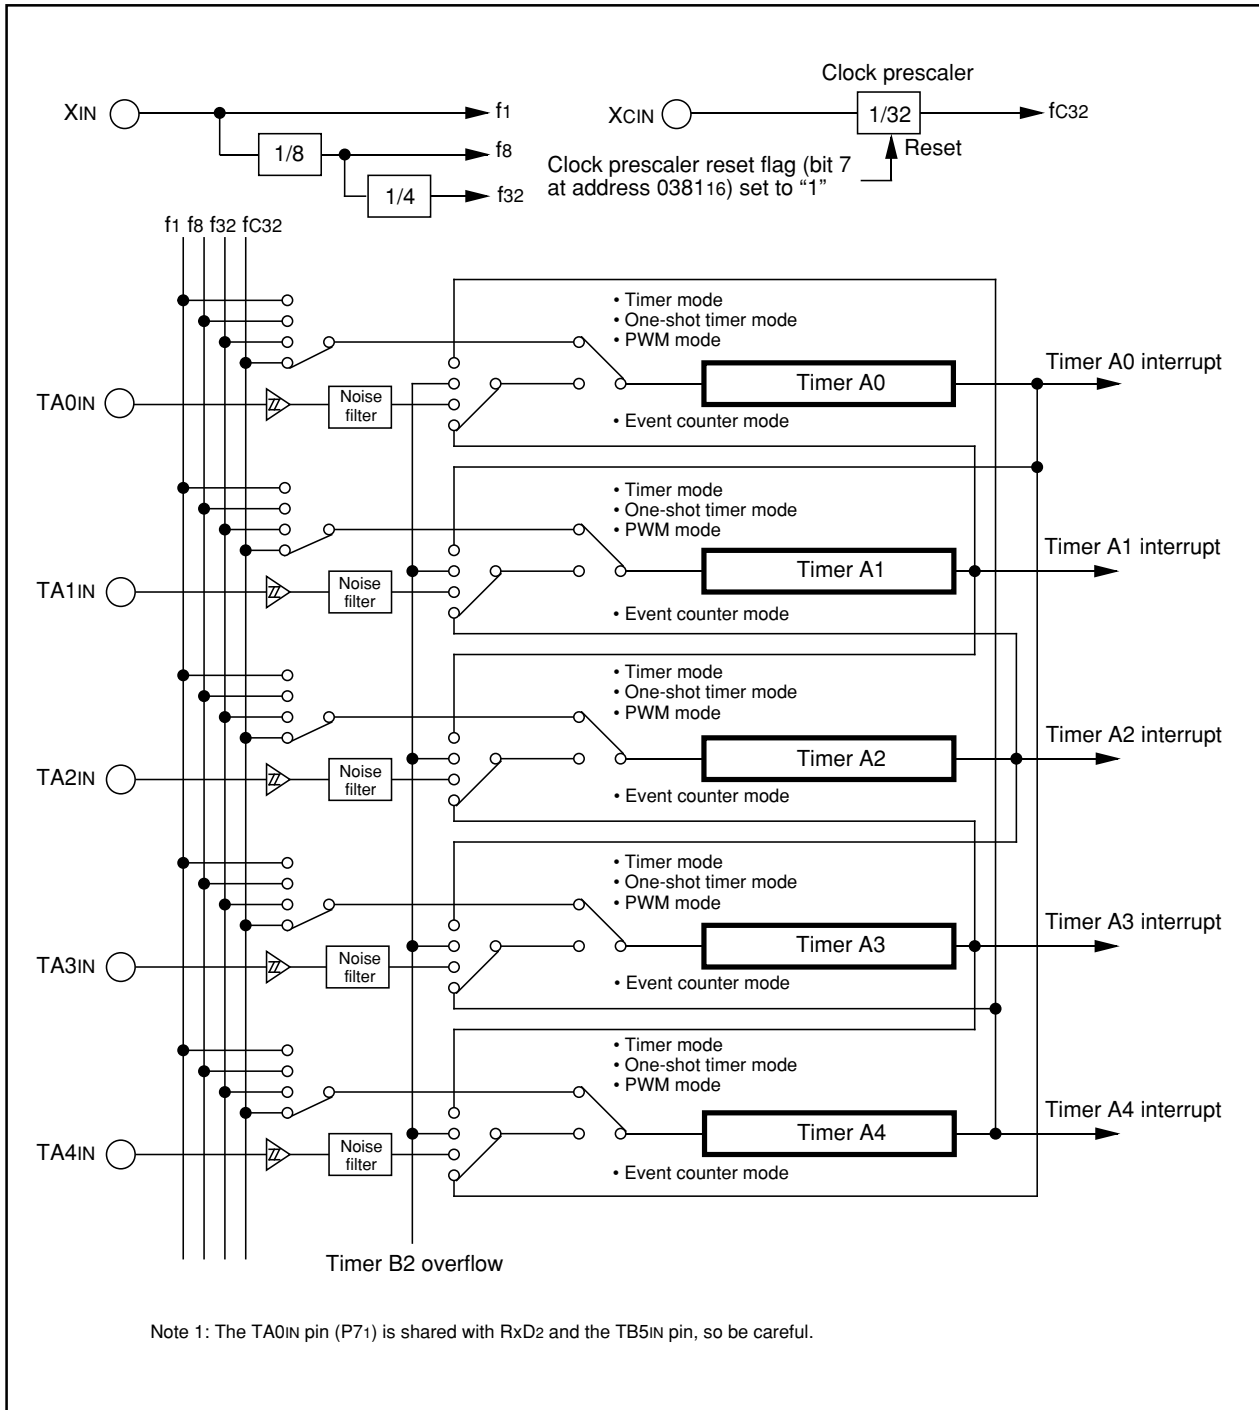 Clock prescaler
XIN
f1
XCIN
1/32
fC32
1/8
f8
Reset
Clock prescaler reset flag (bit 7
at address 038116) set to “1”
1/4
f32
f1 f8 f32 fC32
• Timer mode
• One-shot timer mode
• PWM mode
Timer A0 interrupt
Timer A0
TA0IN
Noise
filter
• Event counter mode
• Timer mode
• One-shot timer mode
• PWM mode
Timer A1 interrupt
Timer A1
TA1IN
Noise
filter
• Event counter mode
• Timer mode
• One-shot timer mode
• PWM mode
Timer A2 interrupt
Timer A2
TA2IN
Noise
filter
• Event counter mode
• Timer mode
• One-shot timer mode
• PWM mode
Timer A3 interrupt
Timer A3
TA3IN
Noise
filter
• Event counter mode
• Timer mode
• One-shot timer mode
• PWM mode
Timer A4 interrupt
Timer A4
TA4IN
Noise
filter
• Event counter mode
Timer B2 overflow
Note 1: The TA0IN pin (P71) is shared with RxD2 and the TB5IN pin, so be careful.